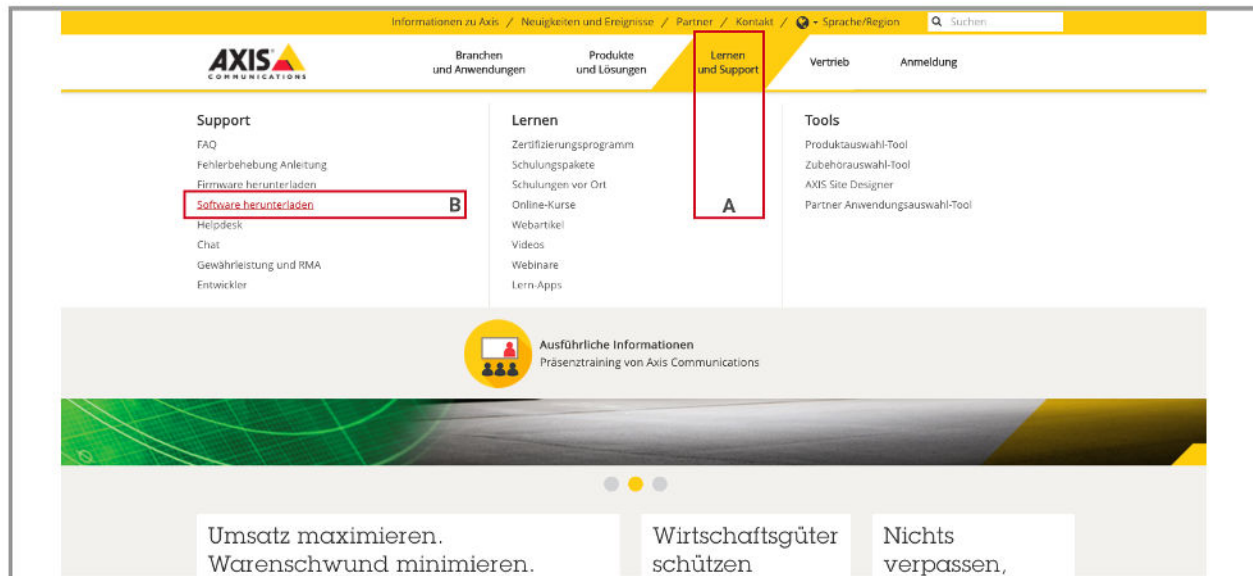 Informationen zu Axis / Neuigkeiten und Ereignisse / Partner / Kontakt / Sprache/Region Suchen
AXIS
COMMUNICATIONS
Branchen
und Anwendungen
Produkte
und Lösungen
Lernen
und Support
Vertrieb
Anmeldung
Support
FAQ
Fehlerbehebung Anleitung
Firmware herunterladen
Software herunterladen B
Helpdesk
Chat
Gewährleistung und RMA
Entwickler
Lernen
Zertifizierungsprogramm
Schulungspakete
Schulungen vor Ort
Online-Kurse
Webartikel
Videos
Webinare
Lern-Apps
A
Tools
Produktauswahl-Tool
Zubehörauswahl-Tool
AXIS Site Designer
Partner Anwendungsauswahl-Tool
Ausführliche Informationen
Präsenztraining von Axis Communications
Umsatz maximieren.
Warenschwund minimieren.
Wirtschaftsgüter
schützen
Nichts
verpassen,